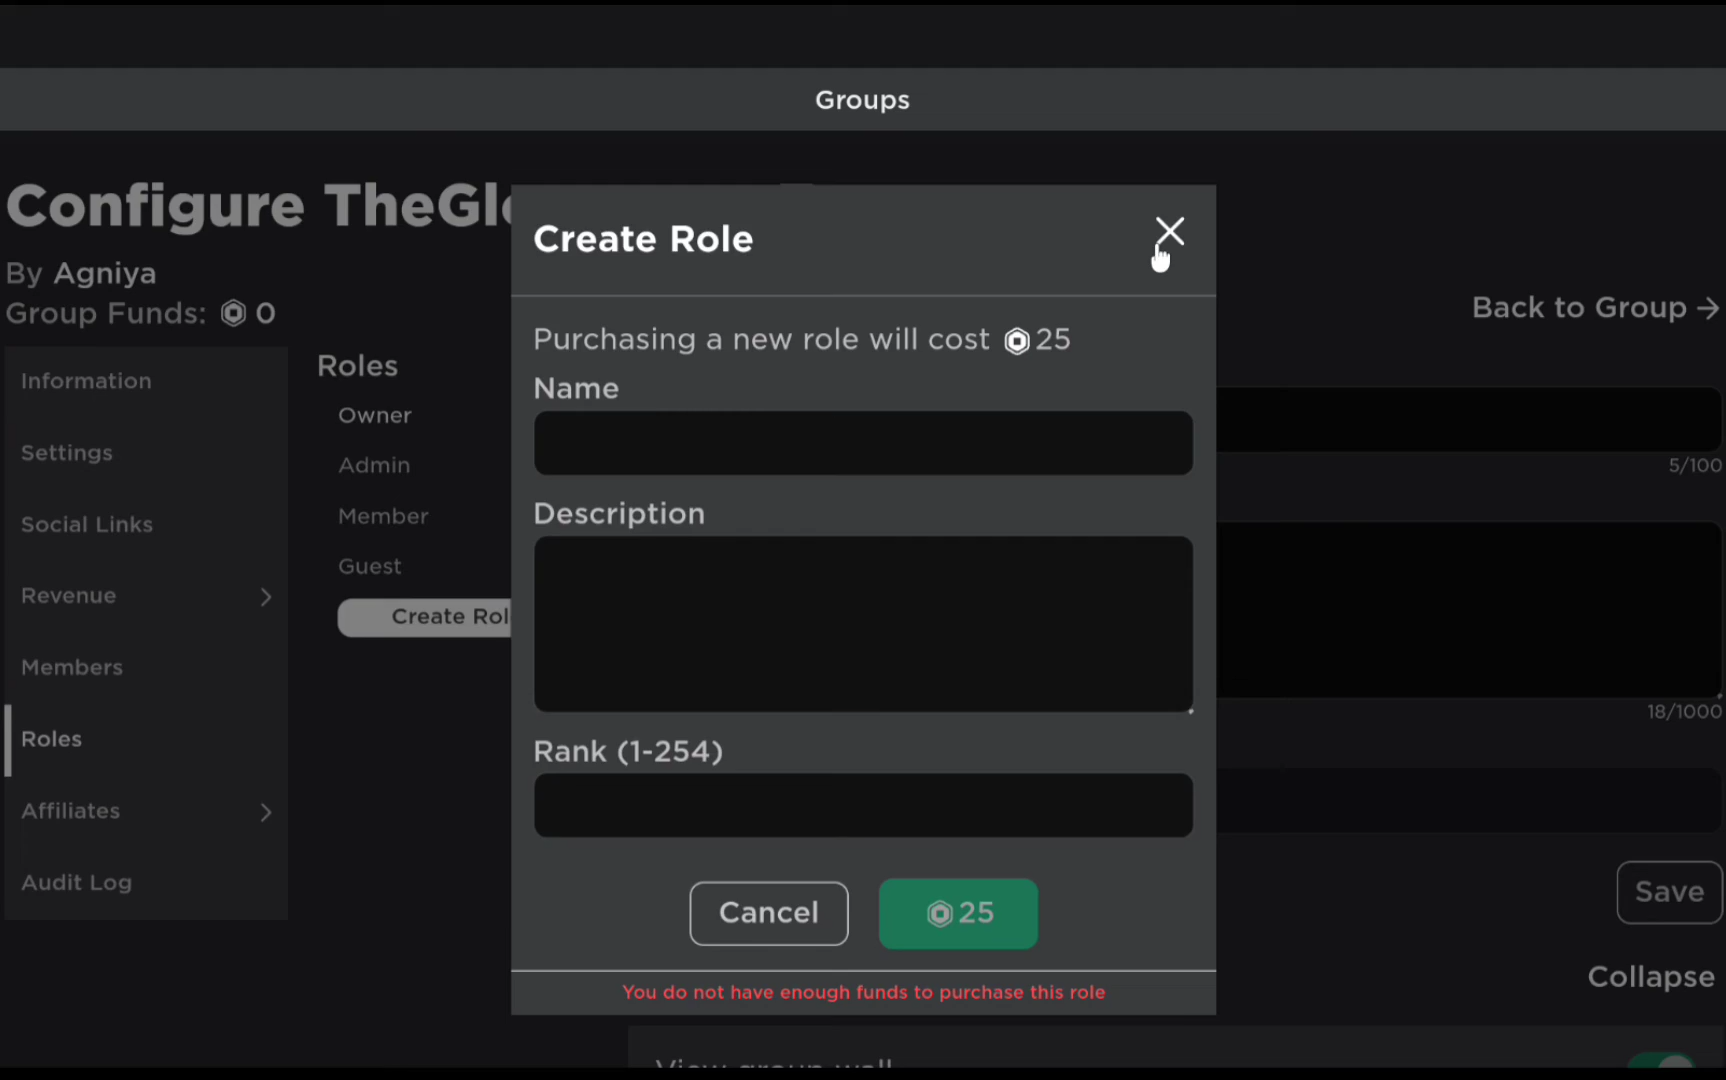 Groups
Configure TheGl
By Agniya
Group Funds: 0
Back to Group →
Information
Settings
Social Links
Revenue
Members
Roles
Affiliates
Audit Log
Roles
Owner
Admin
Member
Guest
Create Rol
Create Role
Purchasing a new role will cost 25
Name
Description
Rank (1-254)
Cancel
25
You do not have enough funds to purchase this role
5/100
18/1000
Save
Collapse
View group wall